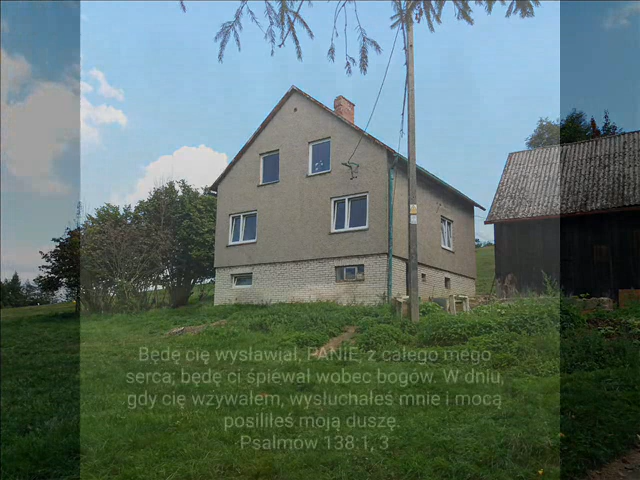 Będę cię wysławiał, PANIE, z całego mego
serca; będę ci śpiewał wobec bogów. W dniu,
gdy cię wzywałem, wysłuchałeś mnie i mocą
posiliłeś moją duszę.
Psalmów 138:1, 3